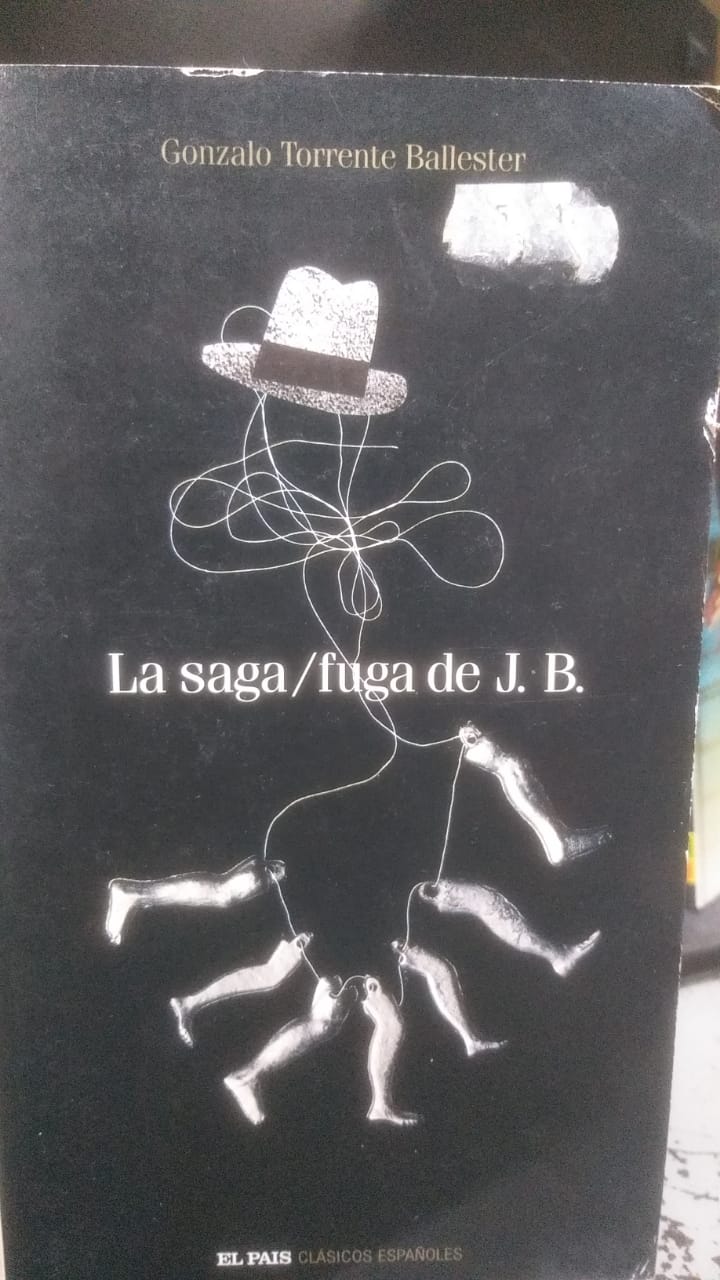 Gonzalo Torrente Ballester
La saga/fuga de J. B.
EL PAIS CLÁSICOS ESPAÑOLES